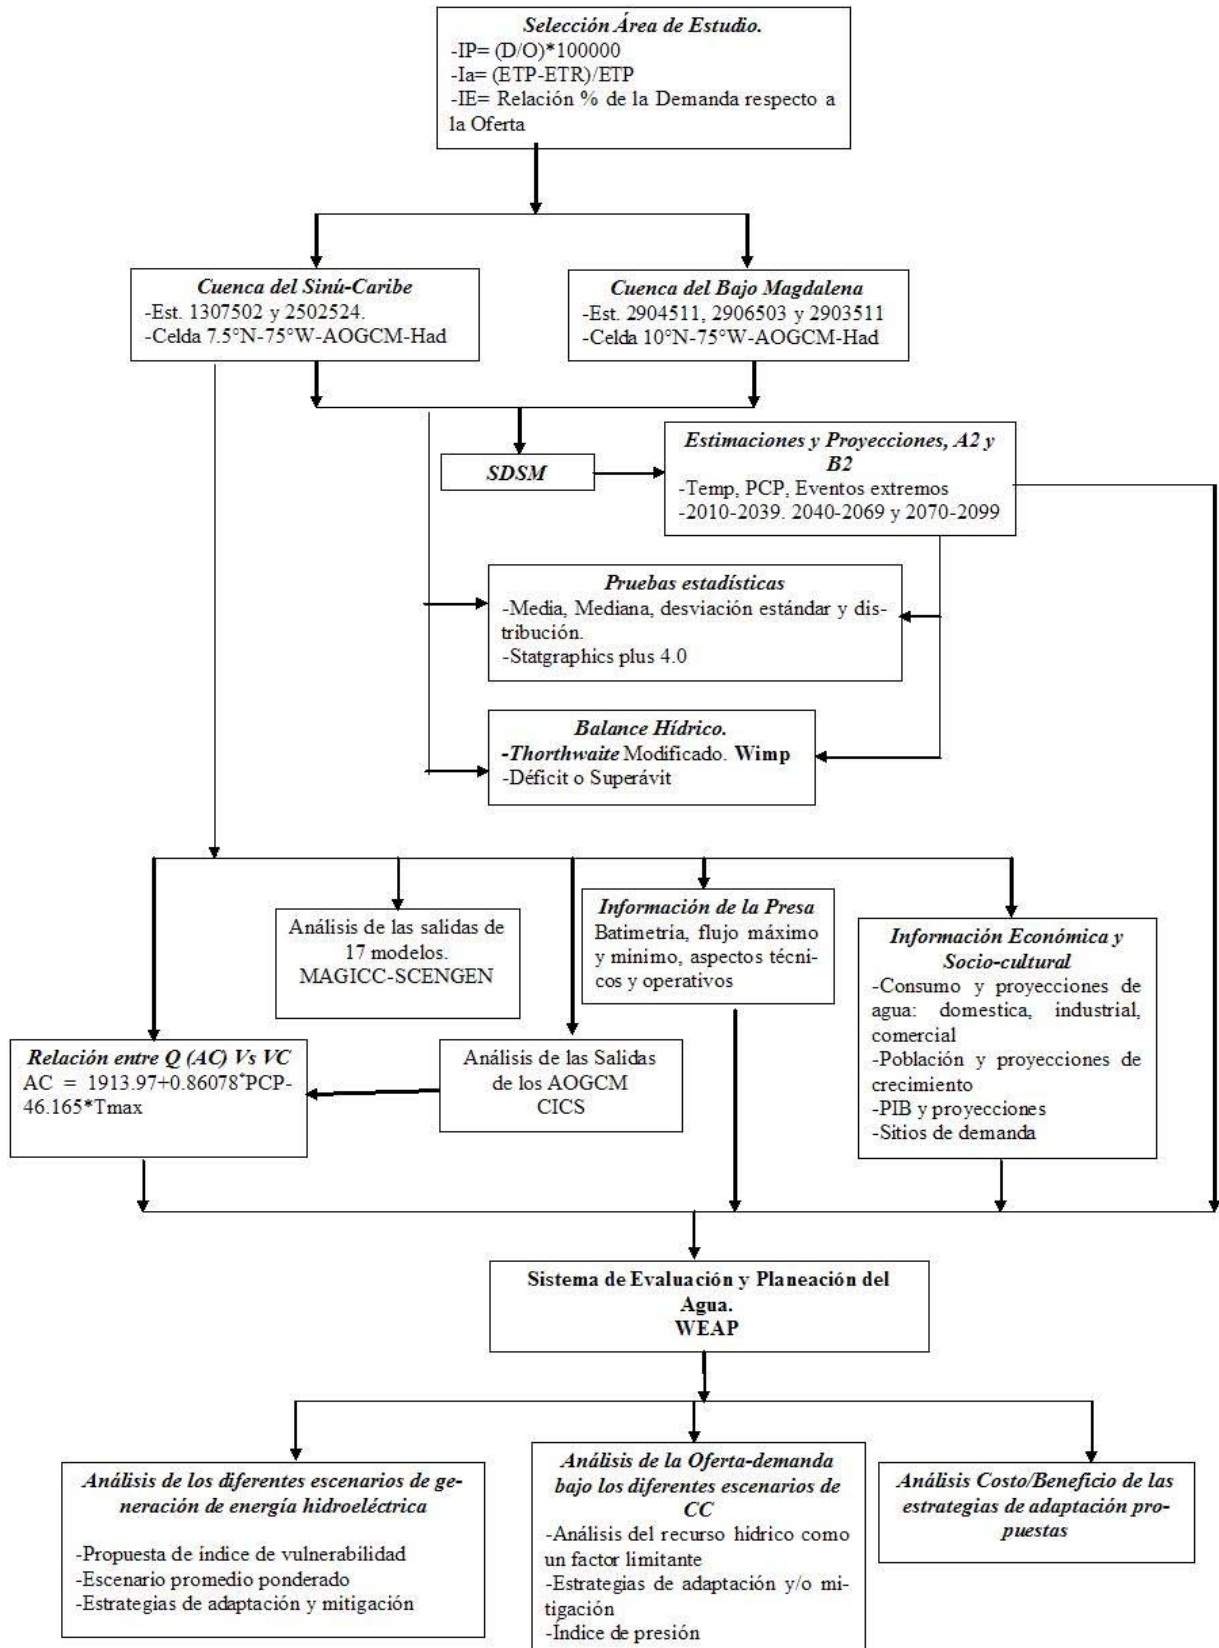 Selección Área de Estudio.
-IP= (D/O)*100000
-Ia= (ETP-ETR)/ETP
-IE= Relación % de la Demanda respecto a
la Oferta
Cuenca del Sinú-Caribe
-Est. 1307502 y 2502524.
-Celda 7.5°N-75°W-AOGCM-Had
Cuenca del Bajo Magdalena
-Est. 2904511, 2906503 y 2903511
-Celda 10°N-75°W-AOGCM-Had
SDSM
Estimaciones y Proyecciones, A2 y
B2
-Temp, PCP, Eventos extremos
-2010-2039. 2040-2069 y 2070-2099
Pruebas estadísticas
-Media, Mediana, desviación estándar y dis-
tribución.
-Statgraphics plus 4.0
Balance Hídrico.
-Thorthwaite Modificado. Wimp
-Déficit o Superávit
Análisis de las salidas de
17 modelos.
MAGICC-SCENGEN
Información de la Presa
Batimetria, flujo máximo
y minimo, aspectos técni-
cos y operativos
Información Económica y
Socio-cultural
-Consumo y proyecciones de
agua: domestica, industrial,
comercial
-Población y proyecciones de
crecimiento
-PIB y proyecciones
-Sitios de demanda
Relación entre Q (AC) Vs VC
AC = 1913.97+0.86078*PCP-
46.165*Tmax
Análisis de las Salidas
de los AOGCM
CICS
Sistema de Evaluación y Planeación del
Agua.
WEAP
Análisis de los diferentes escenarios de ge-
neración de energía hidroeléctrica
-Propuesta de índice de vulnerabilidad
-Escenario promedio ponderado
-Estrategias de adaptación y mitigación
Análisis de la Oferta-demanda
bajo los diferentes escenarios de
CC
-Análisis del recurso hídrico como
un factor limitante
-Estrategias de adaptación y/o mi-
tigación
-Índice de presión
Análisis Costo/Beneficio de las
estrategias de adaptación pro-
puestas